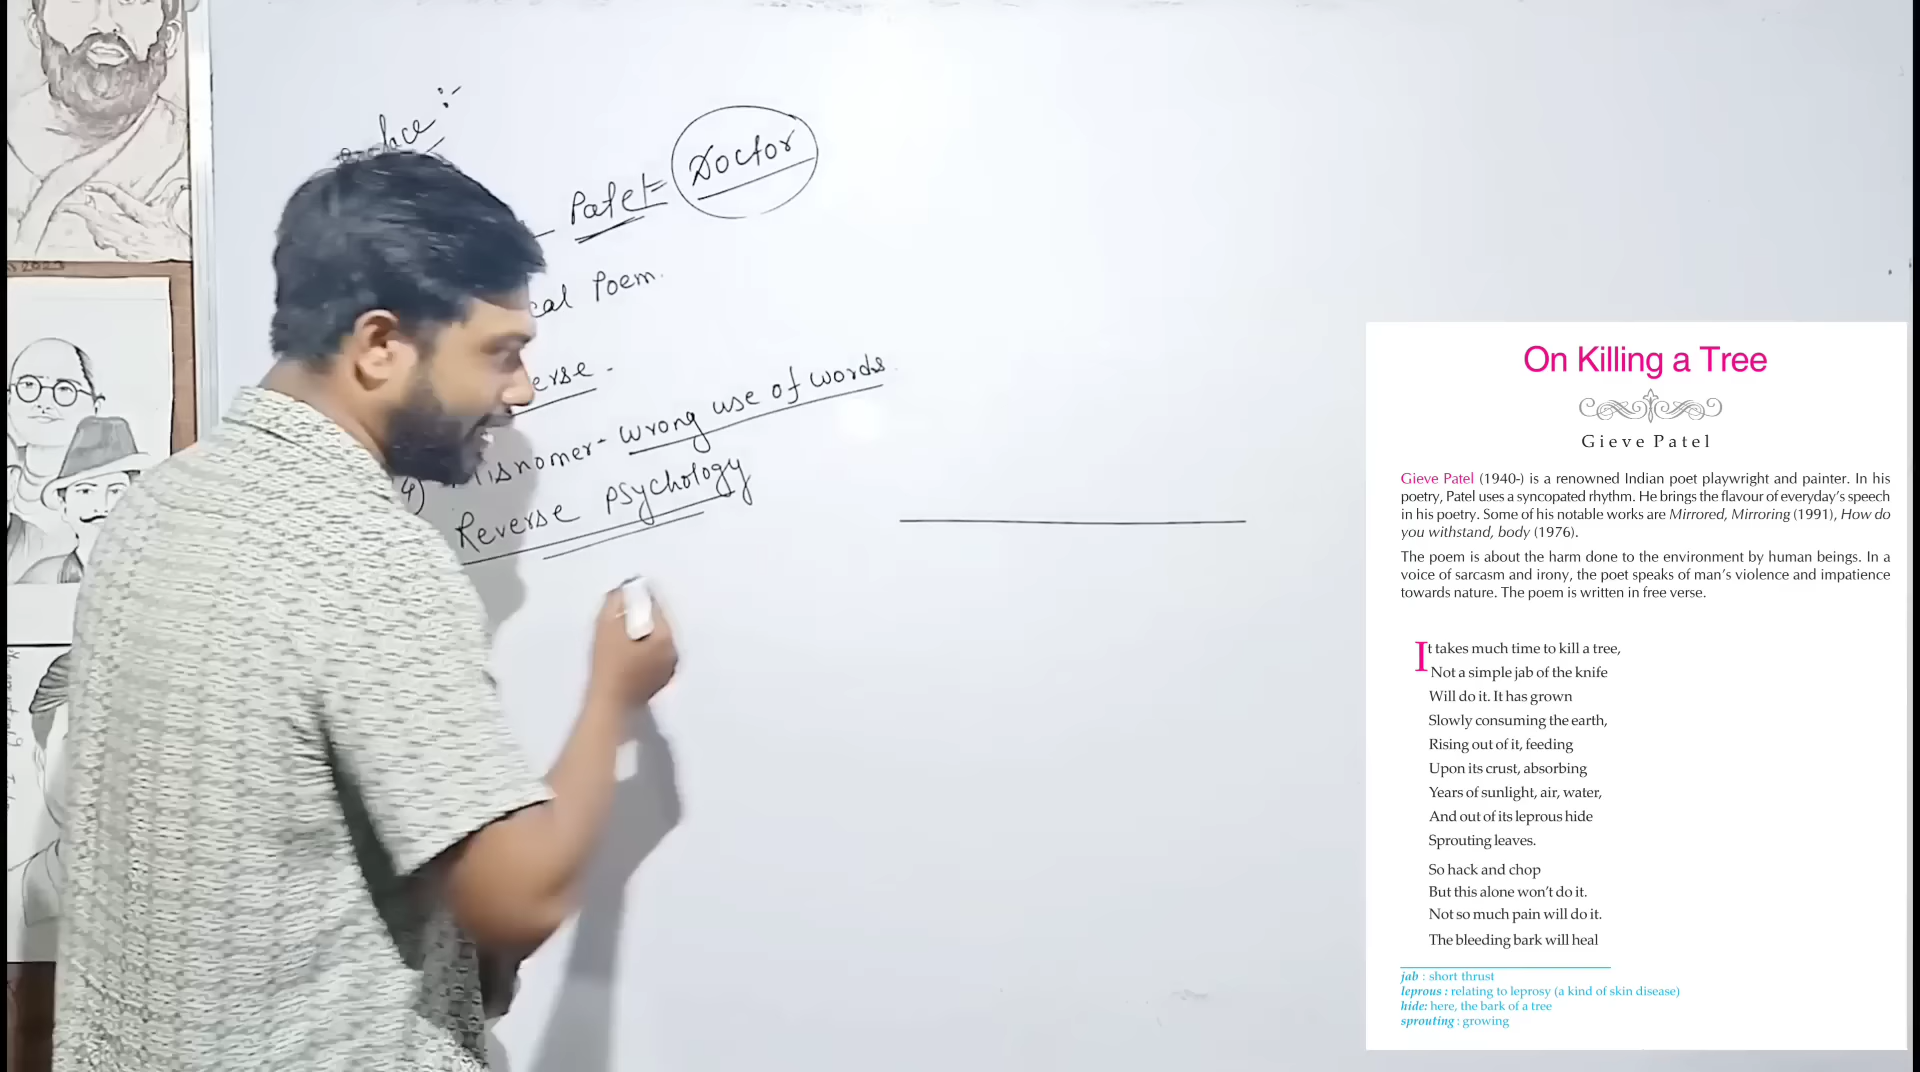 Patel= Doctor
cal Poem.
erse -
4) Misnomer - wrong use of words
Reverse psychology
2023
On Killing a Tree
Gieve Patel
Gieve Patel (1940-) is a renowned Indian poet playwright and painter. In his
poetry, Patel uses a syncopated rhythm. He brings the flavour of everyday's speech
in his poetry. Some of his notable works are Mirrored, Mirroring (1991), How do
you withstand, body (1976).
The poem is about the harm done to the environment by human beings. In a
voice of sarcasm and irony, the poet speaks of man's violence and impatience
towards nature. The poem is written in free verse.
It takes much time to kill a tree,
Not a simple jab of the knife
Will do it. It has grown
Slowly consuming the earth,
Rising out of it, feeding
Upon its crust, absorbing
Years of sunlight, air, water,
And out of its leprous hide
Sprouting leaves.
So hack and chop
But this alone won't do it.
Not so much pain will do it.
The bleeding bark will heal
jab : short thrust
leprous : relating to leprosy (a kind of skin disease)
hide: here, the bark of a tree
sprouting : growing